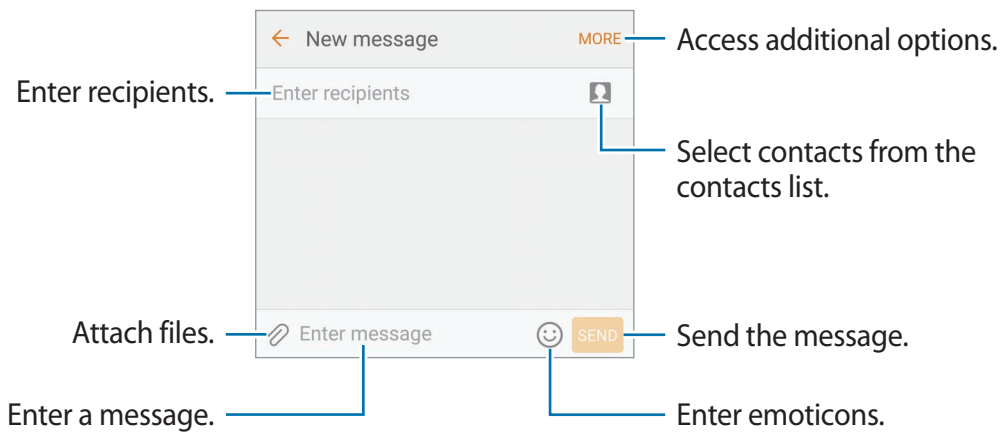 New message MORE
Access additional options.
Enter recipients.
Enter recipients
Select contacts from the
contacts list.
Attach files.
Enter message SEND
Send the message.
Enter a message.
Enter emoticons.